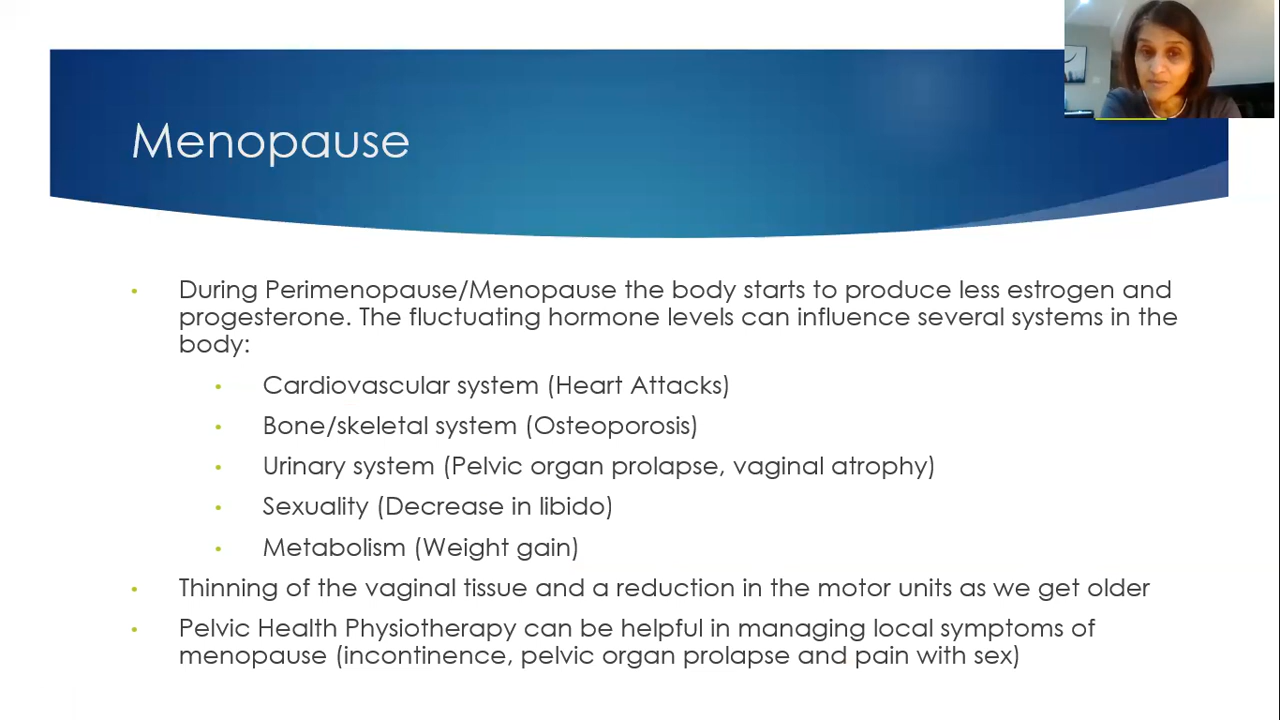 Menopause
• During Perimenopause/Menopause the body starts to produce less estrogen and
progesterone. The fluctuating hormone levels can influence several systems in the
body:
• Cardiovascular system (Heart Attacks)
• Bone/skeletal system (Osteoporosis)
• Urinary system (Pelvic organ prolapse, vaginal atrophy)
• Sexuality (Decrease in libido)
• Metabolism (Weight gain)
• Thinning of the vaginal tissue and a reduction in the motor units as we get older
• Pelvic Health Physiotherapy can be helpful in managing local symptoms of
menopause (incontinence, pelvic organ prolapse and pain with sex)